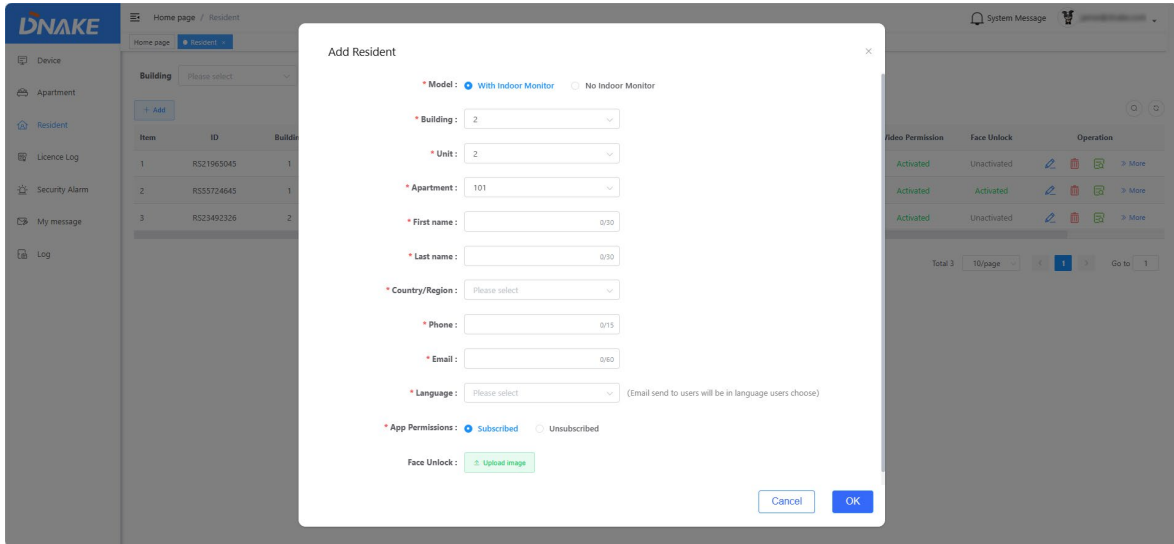 DNAKE
Home page / Resident
System Message
Home page Resident ×
Device
Apartment
Resident
Licence Log
Security Alarm
My message
Log
Building Please select
+ Add
Item ID Buildin Video Permission Face Unlock Operation
1 RS21965045 1 Activated Unactivated » More
2 RS55724645 1 Activated Activated » More
3 RS23492326 2 Activated Unactivated » More
Total 3 10/page < 1 > Go to 1
Add Resident ×
* Model : With Indoor Monitor No Indoor Monitor
* Building : 2
* Unit : 2
* Apartment : 101
* First name : 0/30
* Last name : 0/30
* Country/Region : Please select
* Phone : 0/15
* Email : 0/60
* Language : Please select (Email send to users will be in language users choose)
* App Permissions : Subscribed Unsubscribed
Face Unlock : Upload image
Cancel OK